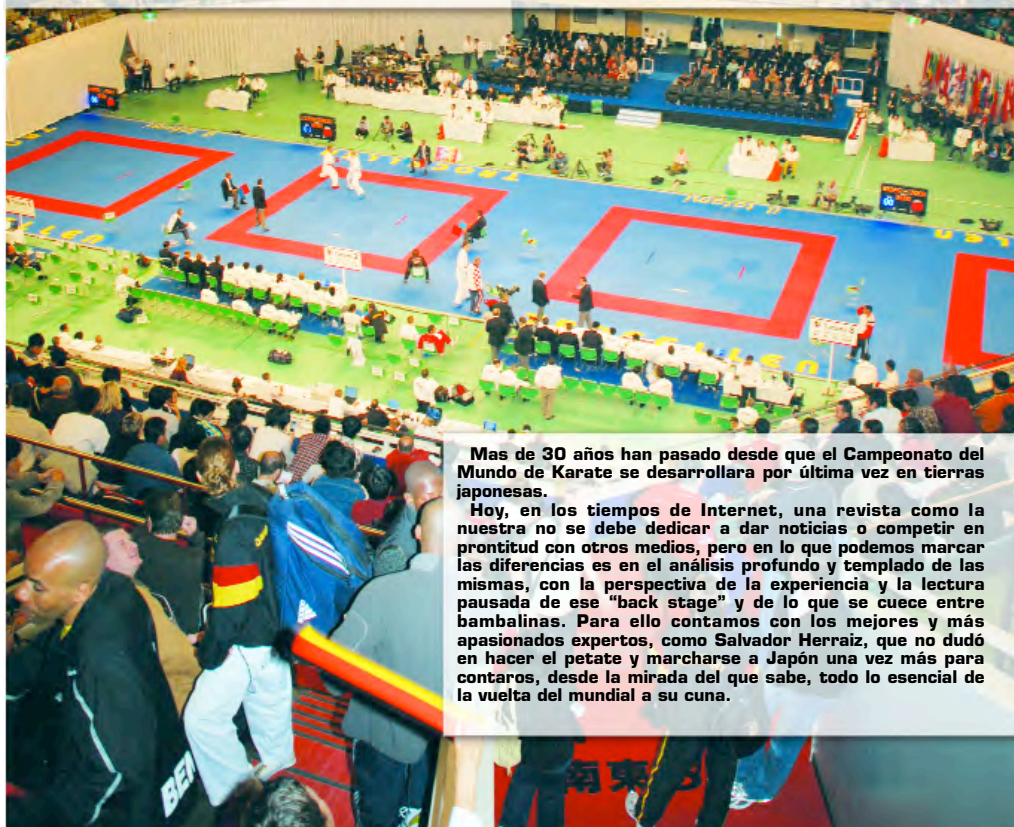 Mas de 30 años han pasado desde que el Campeonato del
Mundo de Karate se desarrollara por última vez en tierras
japonesas.
Hoy, en los tiempos de Internet, una revista como la
nuestra no se debe dedicar a dar noticias o competir en
prontitud con otros medios, pero en lo que podemos marcar
las diferencias es en el análisis profundo y templado de las
mismas, con la perspectiva de la experiencia y la lectura
pausada de ese “back stage” y de lo que se cuece entre
bambalinas. Para ello contamos con los mejores y más
apasionados expertos, como Salvador Herraiz, que no dudó
en hacer el petate y marcharse a Japón una vez más para
contaros, desde la mirada del que sabe, todo lo esencial de
la vuelta del mundial a su cuna.
南東